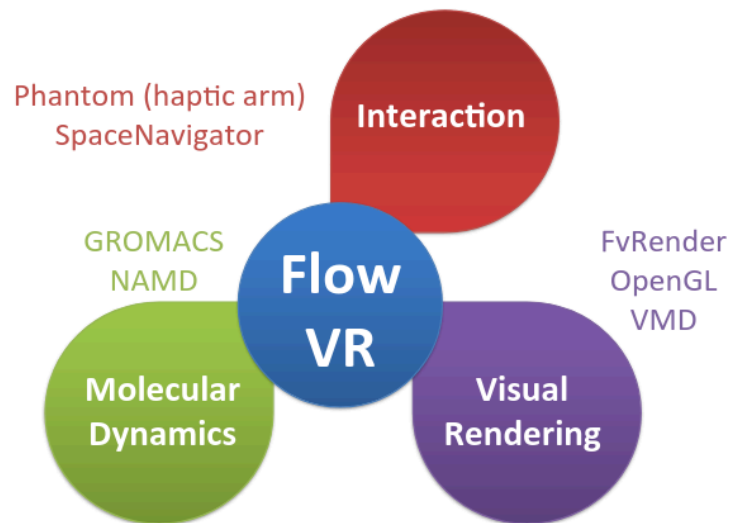 Phantom (haptic arm)
SpaceNavigator
Interaction
GROMACS
NAMD
Flow
VR
FvRender
OpenGL
VMD
Molecular
Dynamics
Visual
Rendering